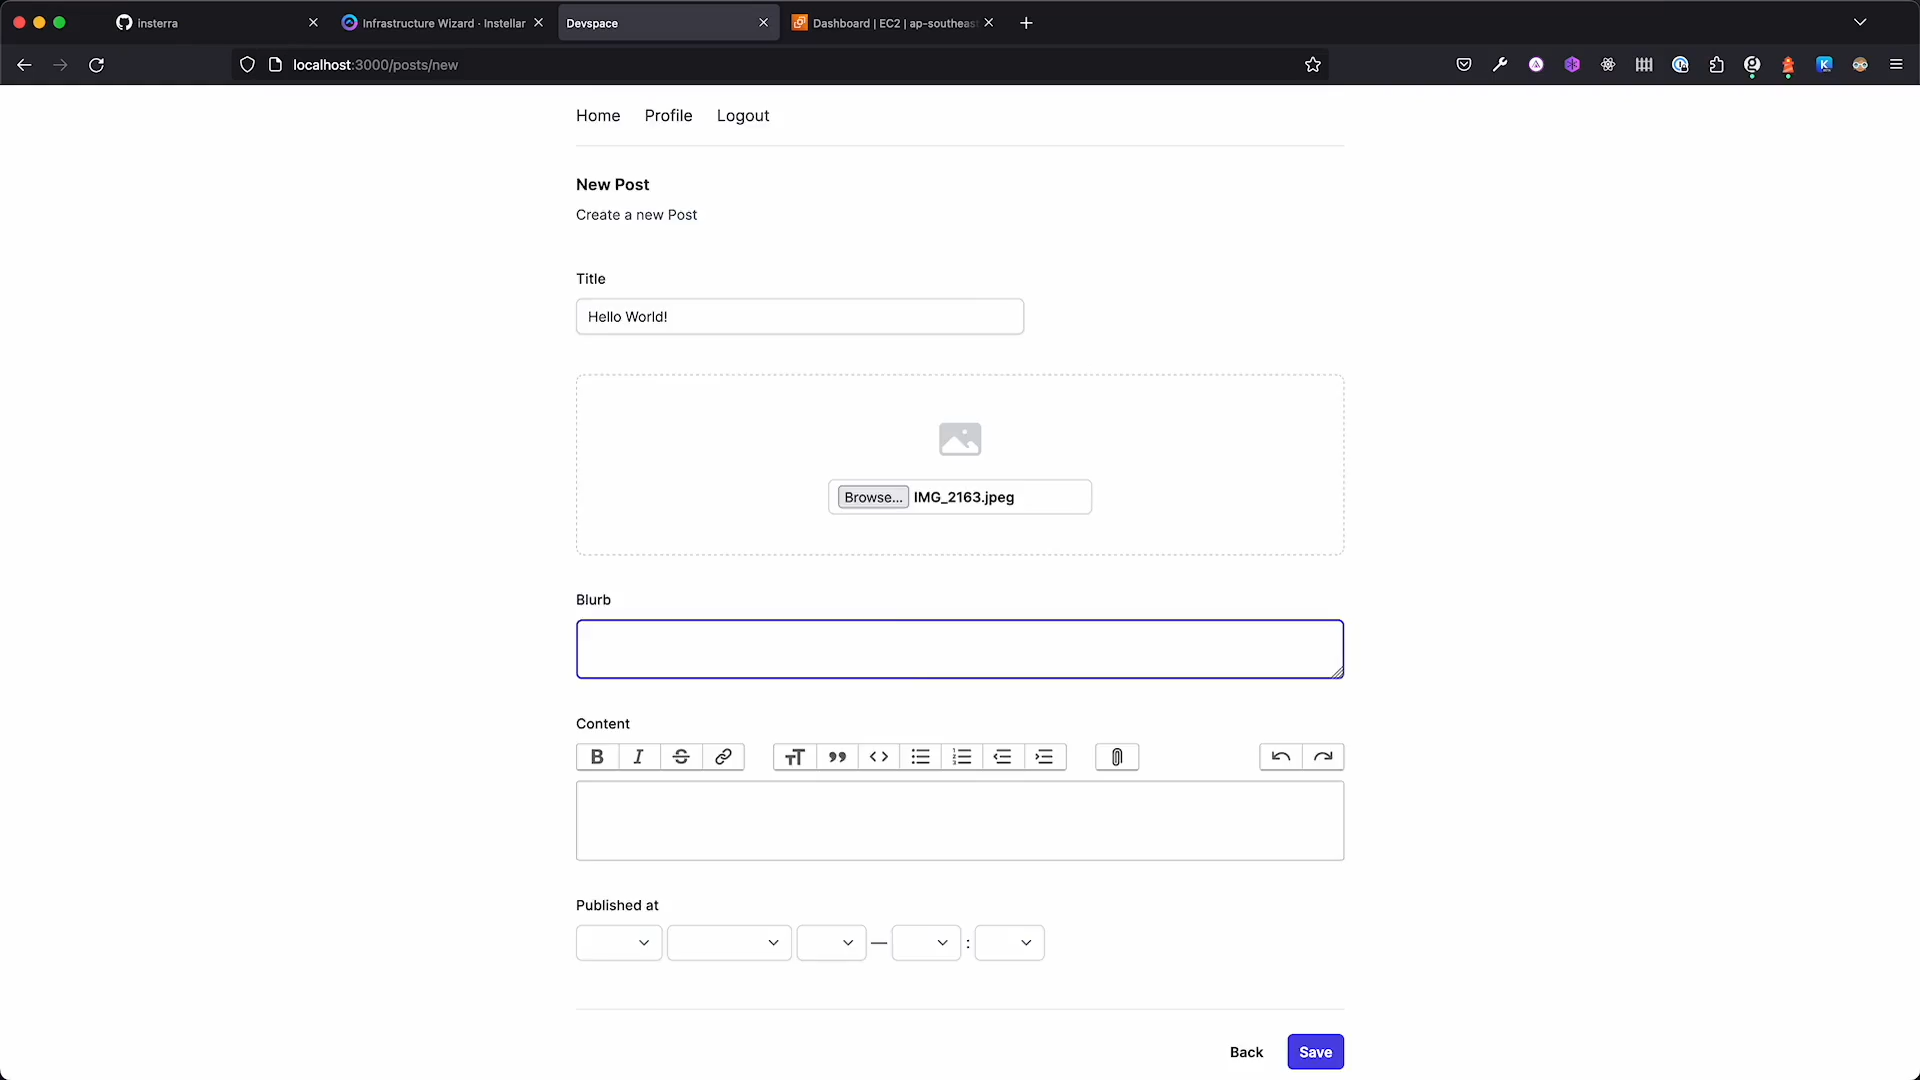 insterra
Infrastructure Wizard · Instellar
Devspace
Dashboard | EC2 | ap-southeas
localhost:3000/posts/new
Home Profile Logout
New Post
Create a new Post
Title
Hello World!
Browse... IMG_2163.jpeg
Blurb
Content
Published at
— :
Back Save